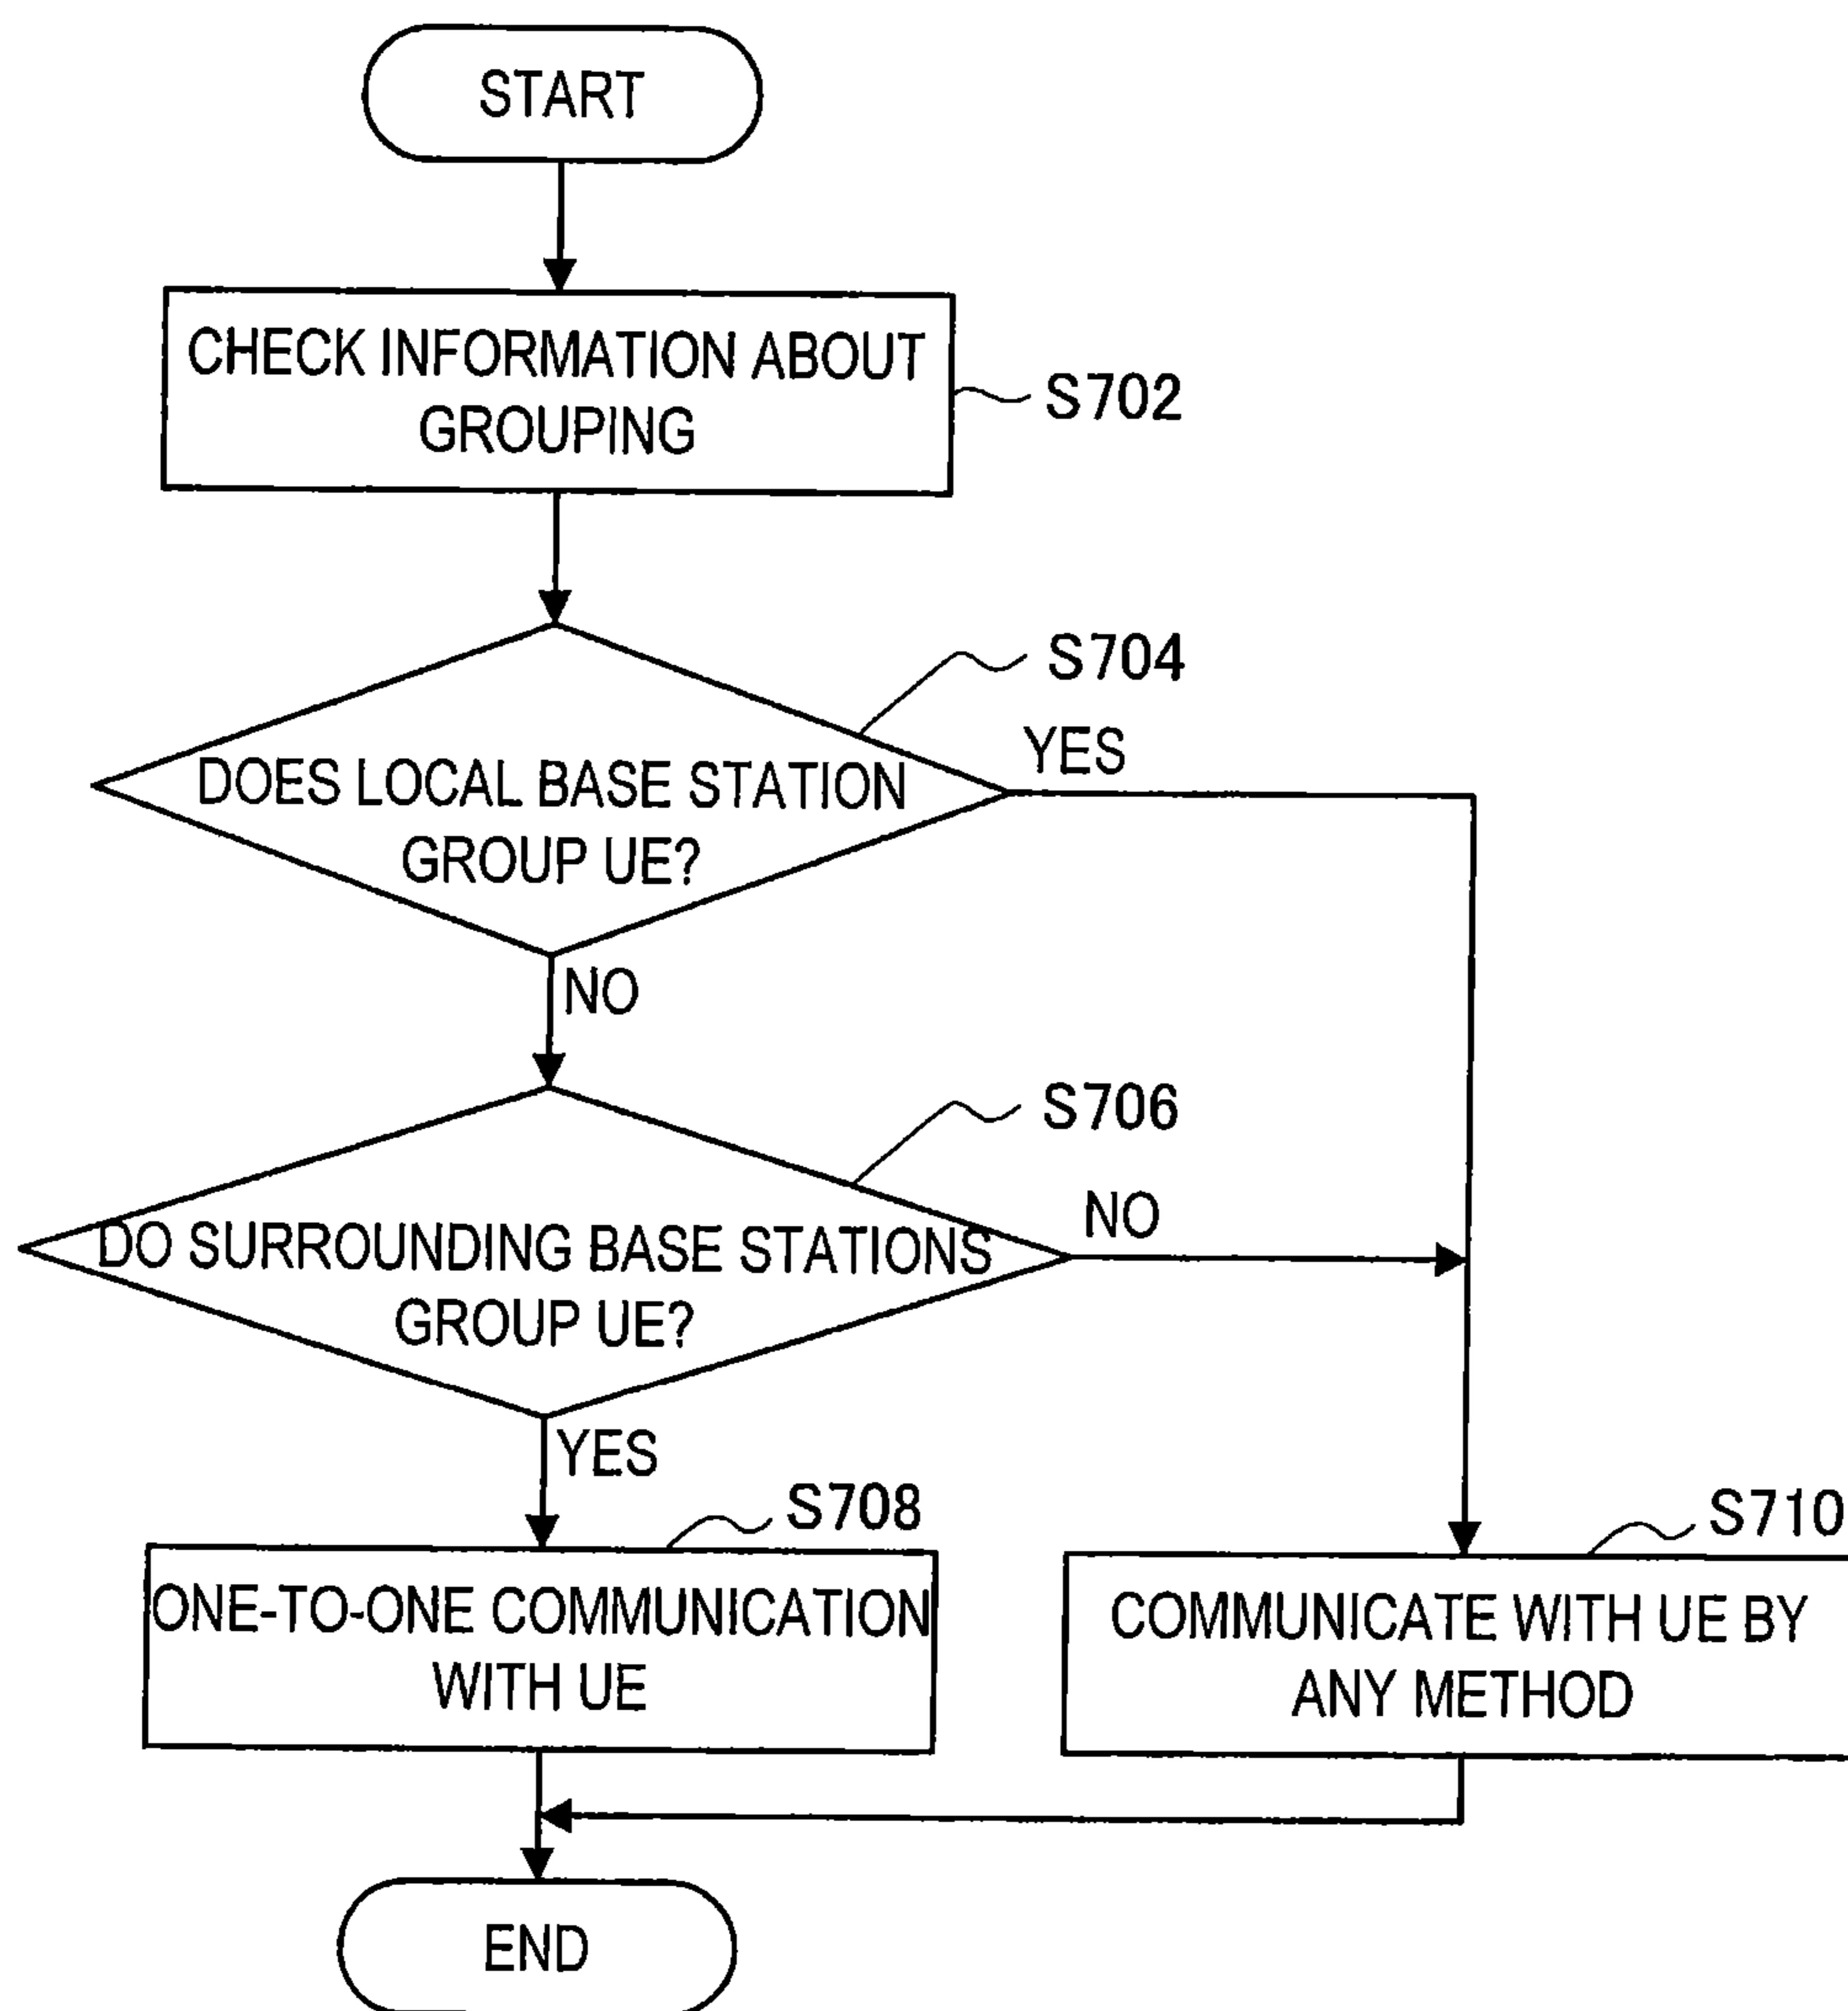 START
CHECK INFORMATION ABOUT
GROUPING
S702
S704
YES
DOES LOCAL BASE STATION
GROUP UE?
NO
S706
NO
DO SURROUNDING BASE STATIONS
GROUP UE?
YES
S708
ONE-TO-ONE COMMUNICATION
WITH UE
S710
COMMUNICATE WITH UE BY
ANY METHOD
END